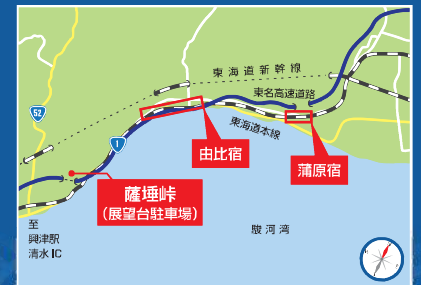 東海道新幹線
東名高速道路
52
東海道本線
1
由比宿
蒲原宿
薩埵峠
(展望台駐車場)
至
興津駅
清水IC
駿河湾